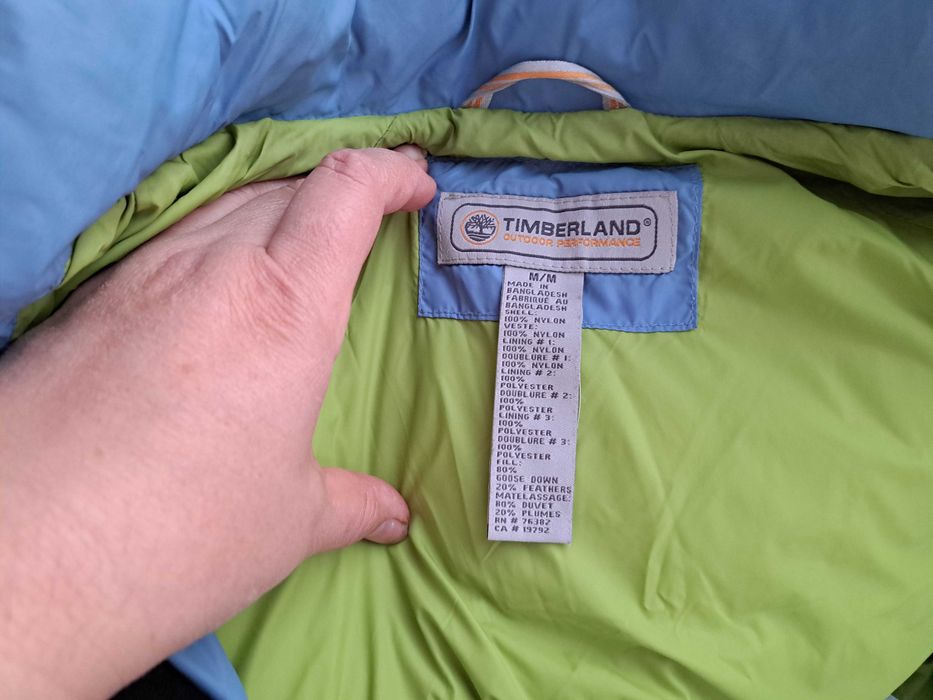 TIMBERLAND®
OUTDOOR PERFORMANCE
M/M
MADE IN
BANGLADESH
FABRIQUÉ AU
BANGLADESH
SHELL:
100% NYLON
VESTE:
100% NYLON
LINING # 1:
100% NYLON
DOUBLURE # 1:
100% NYLON
LINING # 2:
100%
POLYESTER
DOUBLURE # 2:
100%
POLYESTER
LINING # 3:
100%
POLYESTER
DOUBLURE # 3:
100%
POLYESTER
FILL:
80%
GOOSE DOWN
20% FEATHERS
MATELASSAGE:
80% DUVET
20% PLUMES
RN # 76382
CA # 19792